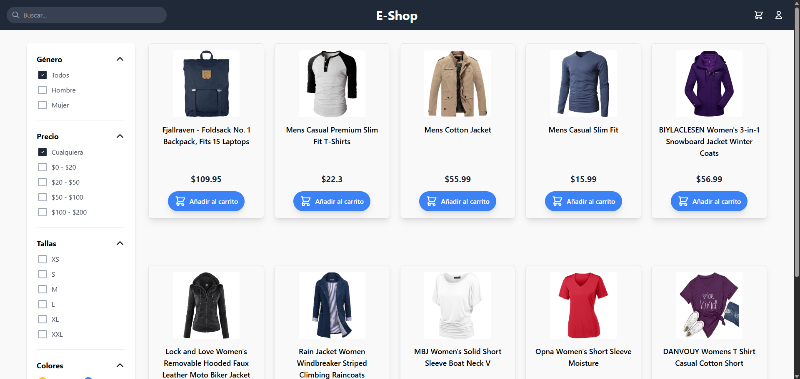 Buscar...
E-Shop
Género
Todos
Hombre
Mujer
Precio
Cualquiera
$0 - $20
$20 - $50
$50 - $100
$100 - $200
Tallas
XS
S
M
L
XL
XXL
Colores
Fjallraven - Foldsack No. 1
Backpack, Fits 15 Laptops
$109.95
Añadir al carrito
Mens Casual Premium Slim
Fit T-Shirts
$22.3
Añadir al carrito
Mens Cotton Jacket
$55.99
Añadir al carrito
Mens Casual Slim Fit
$15.99
Añadir al carrito
BIYLACLESEN Women's 3-in-1
Snowboard Jacket Winter
Coats
$56.99
Añadir al carrito
Lock and Love Women's
Removable Hooded Faux
Leather Moto Biker Jacket
Rain Jacket Women
Windbreaker Striped
Climbing Raincoats
MBJ Women's Solid Short
Sleeve Boat Neck V
Opna Women's Short Sleeve
Moisture
DANVOUY Womens T Shirt
Casual Cotton Short